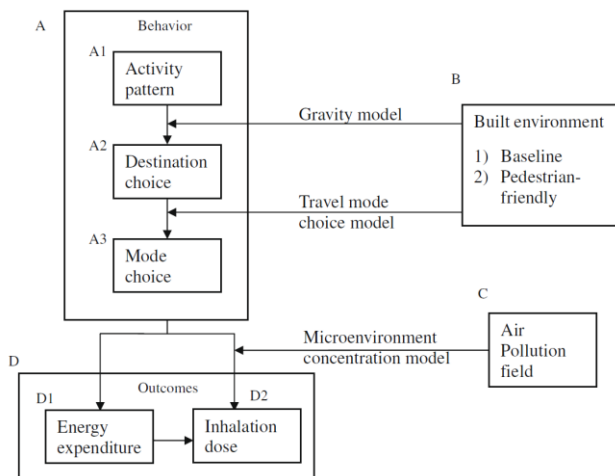 A
Behavior
A1
Activity
pattern
B
Gravity model
Built environment
1) Baseline
2) Pedestrian-
friendly
A2
Destination
choice
Travel mode
choice model
A3
Mode
choice
C
Microenvironment
concentration model
Air
Pollution
field
D
Outcomes
D1
Energy
expenditure
D2
Inhalation
dose